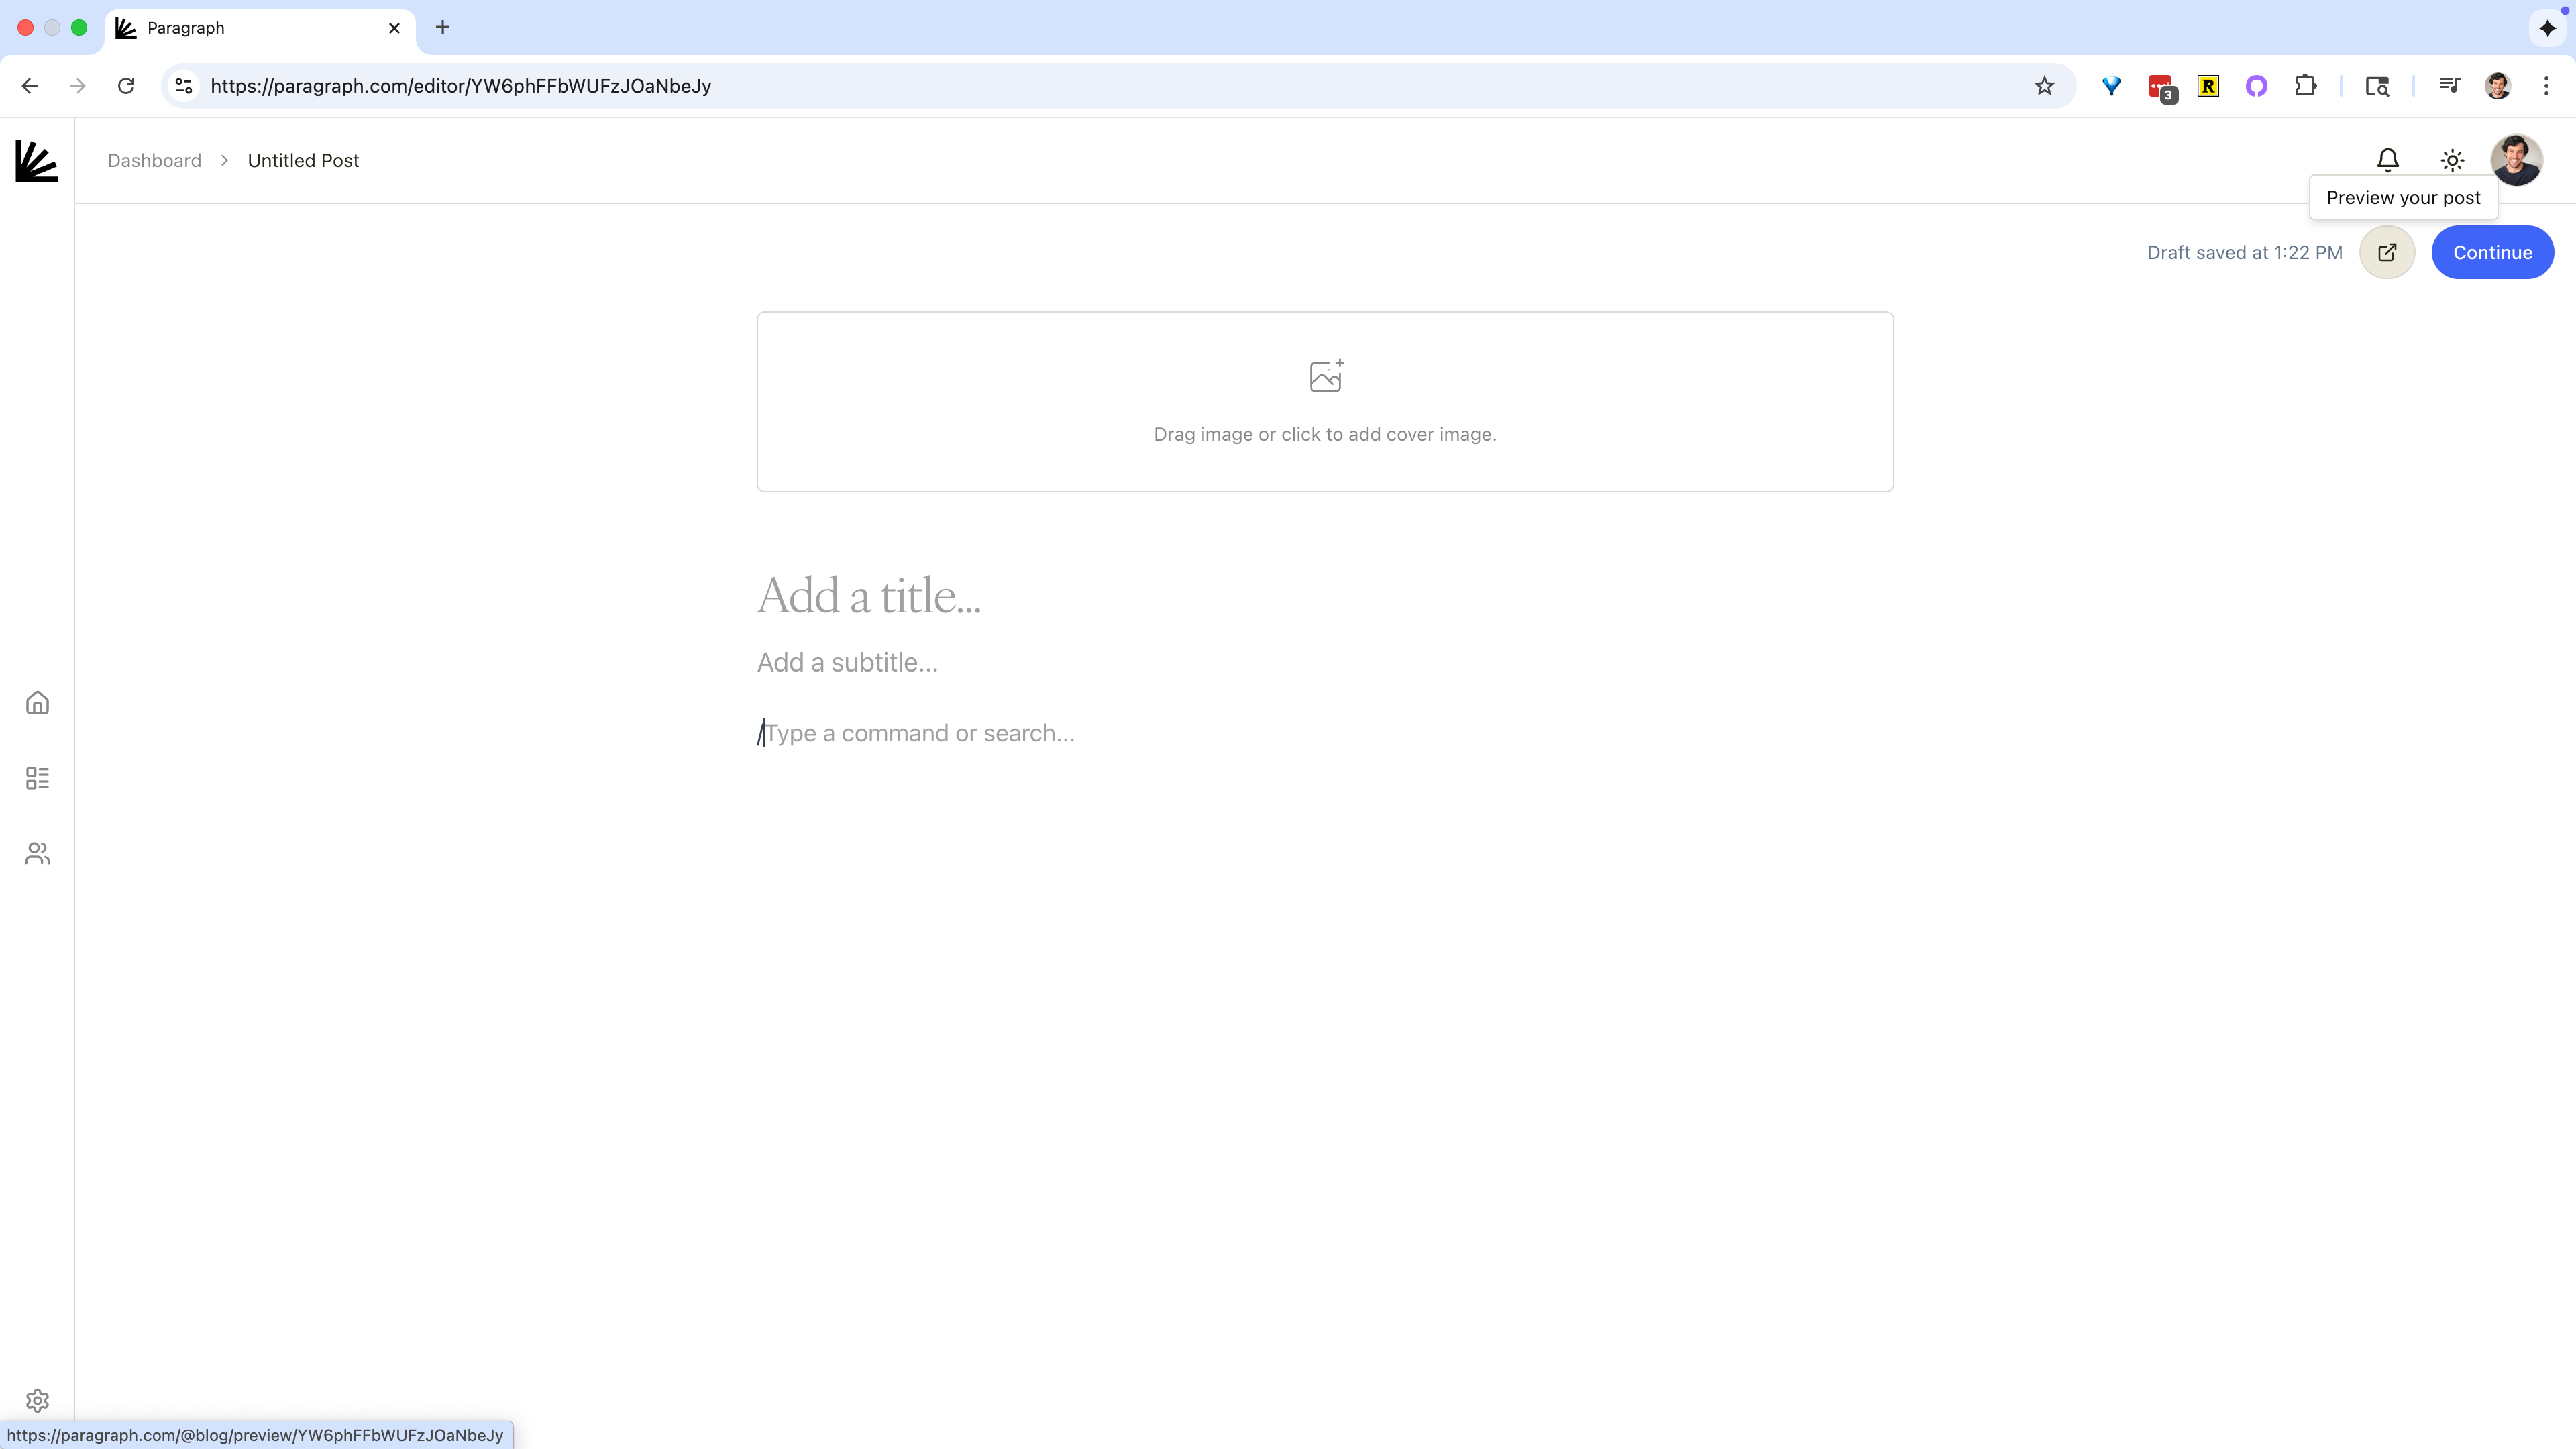 Paragraph
https://paragraph.com/editor/YW6phFFbWUFzJOaNbeJy
3
R
Dashboard > Untitled Post
Preview your post
Draft saved at 1:22 PM
Continue
Drag image or click to add cover image.
Add a title...
Add a subtitle...
/Type a command or search...
https://paragraph.com/@blog/preview/YW6phFFbWUFzJOaNbeJy